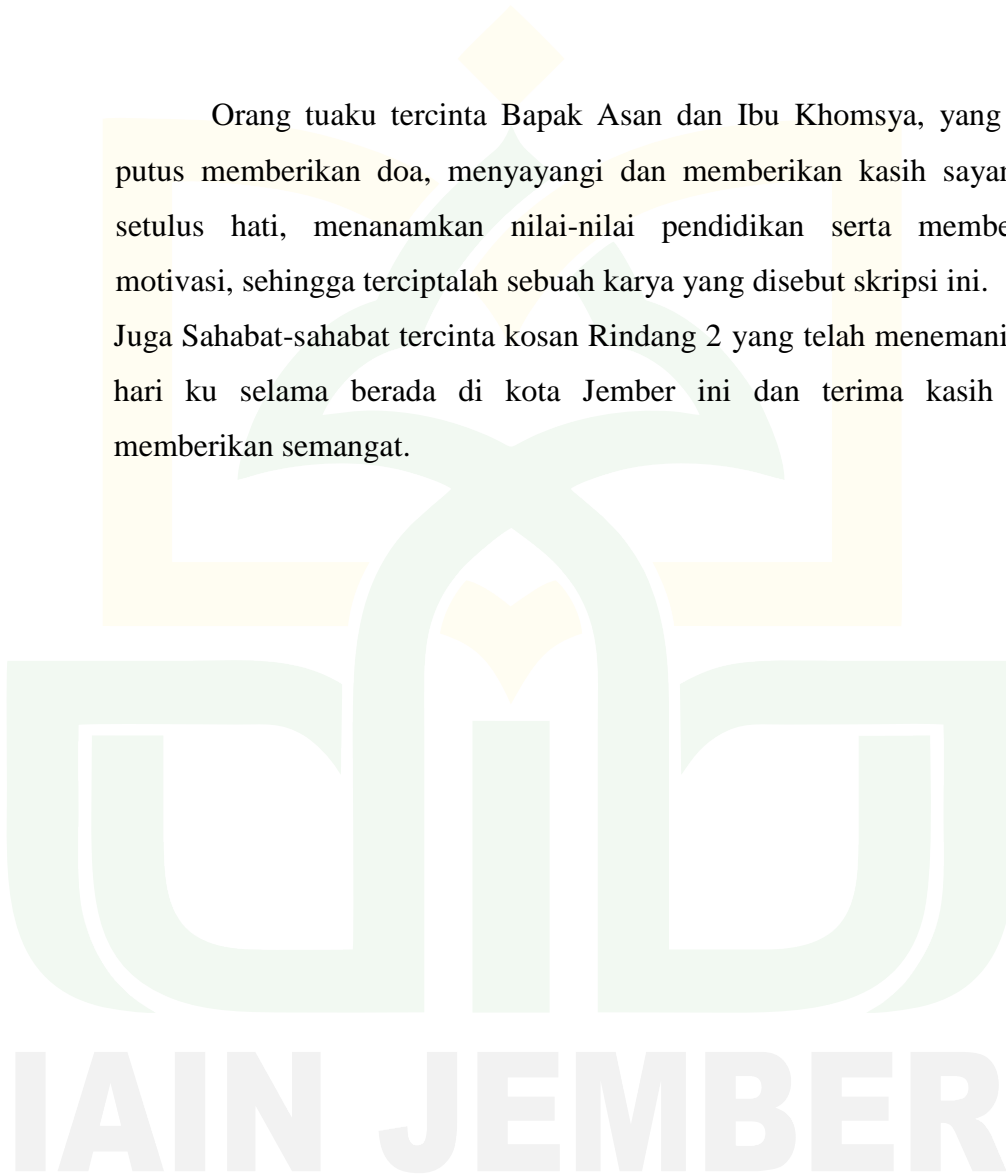 Orang tuaku tercinta Bapak Asan dan Ibu Khomsya, yang
putus memberikan doa, menyayangi dan memberikan kasih
setulus hati, menanamkan nilai-nilai pendidikan serta
motivasi, sehingga terciptalah sebuah karya yang disebut skripsi ini.
Juga Sahabat-sahabat tercinta kosan Rindang 2 yang telah menemani
hari ku selama berada di kota Jember ini dan terima kasih
memberikan semangat.
IAIN JEMBER